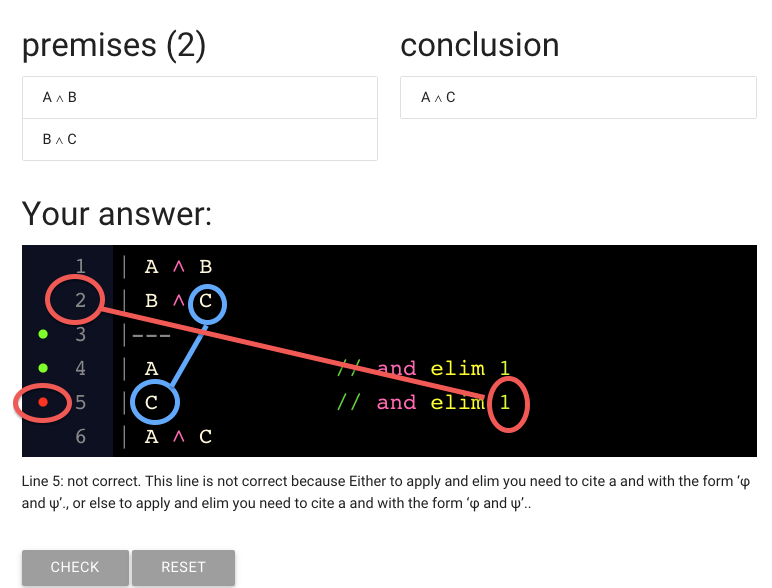 premises (2)
conclusion
A ∧ B
A ∧ C
B ∧ C
Your answer:
1 | A ∧ B
2 | B ∧ C
3 |---
4 | A // and elim 1
5 | C // and elim 1
6 | A ∧ C
Line 5: not correct. This line is not correct because Either to apply and elim you need to cite a and with the form ‘φ
and ψ’., or else to apply and elim you need to cite a and with the form ‘φ and ψ’..
CHECK
RESET